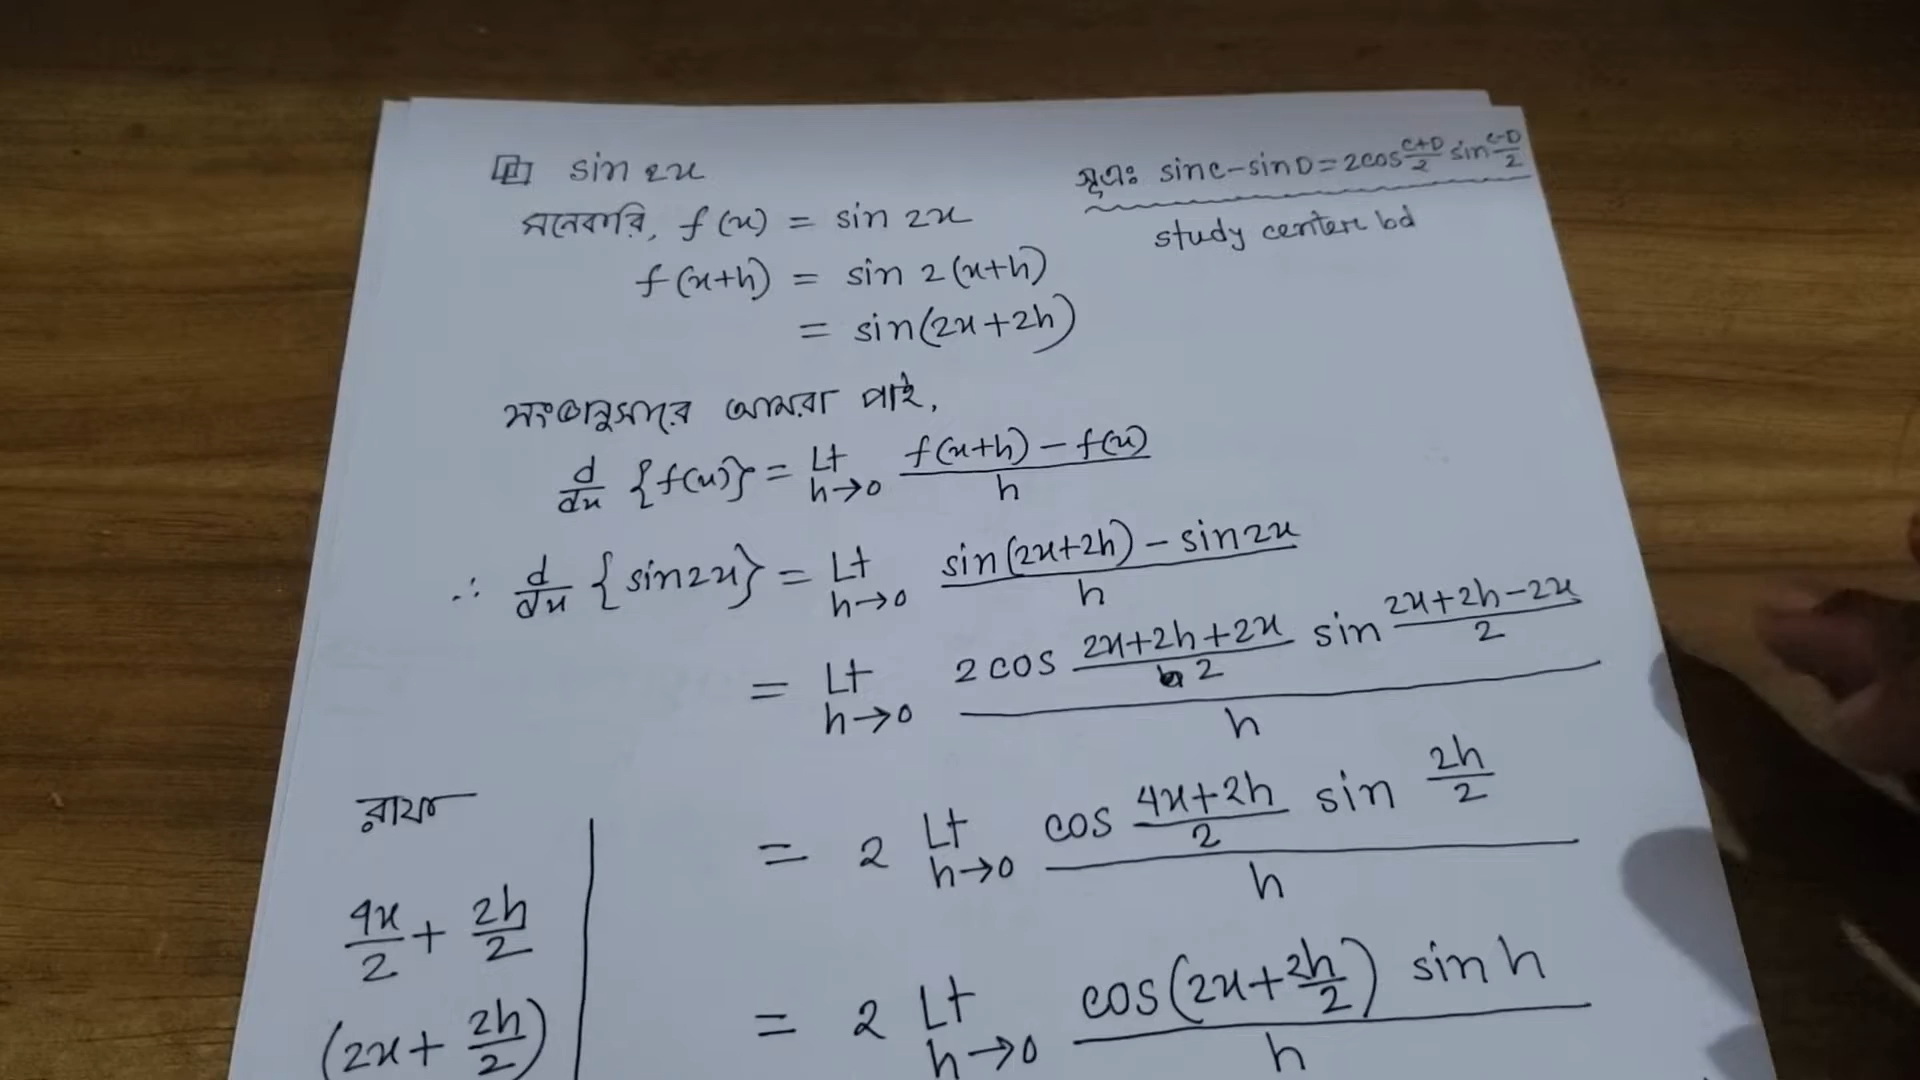 sin 2x
সূত্রঃ sinC-sinD=2cos (C+D)/2 sin (C-D)/2
study center bd
মনেকরি, f(x) = sin 2x
f(x+h) = sin 2(x+h)
= sin(2x+2h)
সংজ্ঞানুসারে আমরা পাই,
d/dx {f(x)} = Lt h→0 (f(x+h) - f(x))/h
∴ d/dx {sin2x} = Lt h→0 (sin(2x+2h) - sin2x)/h
= Lt h→0 (2 cos (2x+2h+2x)/2 sin (2x+2h-2x)/2)/h
= 2 Lt h→0 (cos (4x+2h)/2 sin 2h/2)/h
= 2 Lt h→0 (cos(2x+2h/2) sin h)/h
রাফ
4x/2 + 2h/2
(2x+ 2h/2)